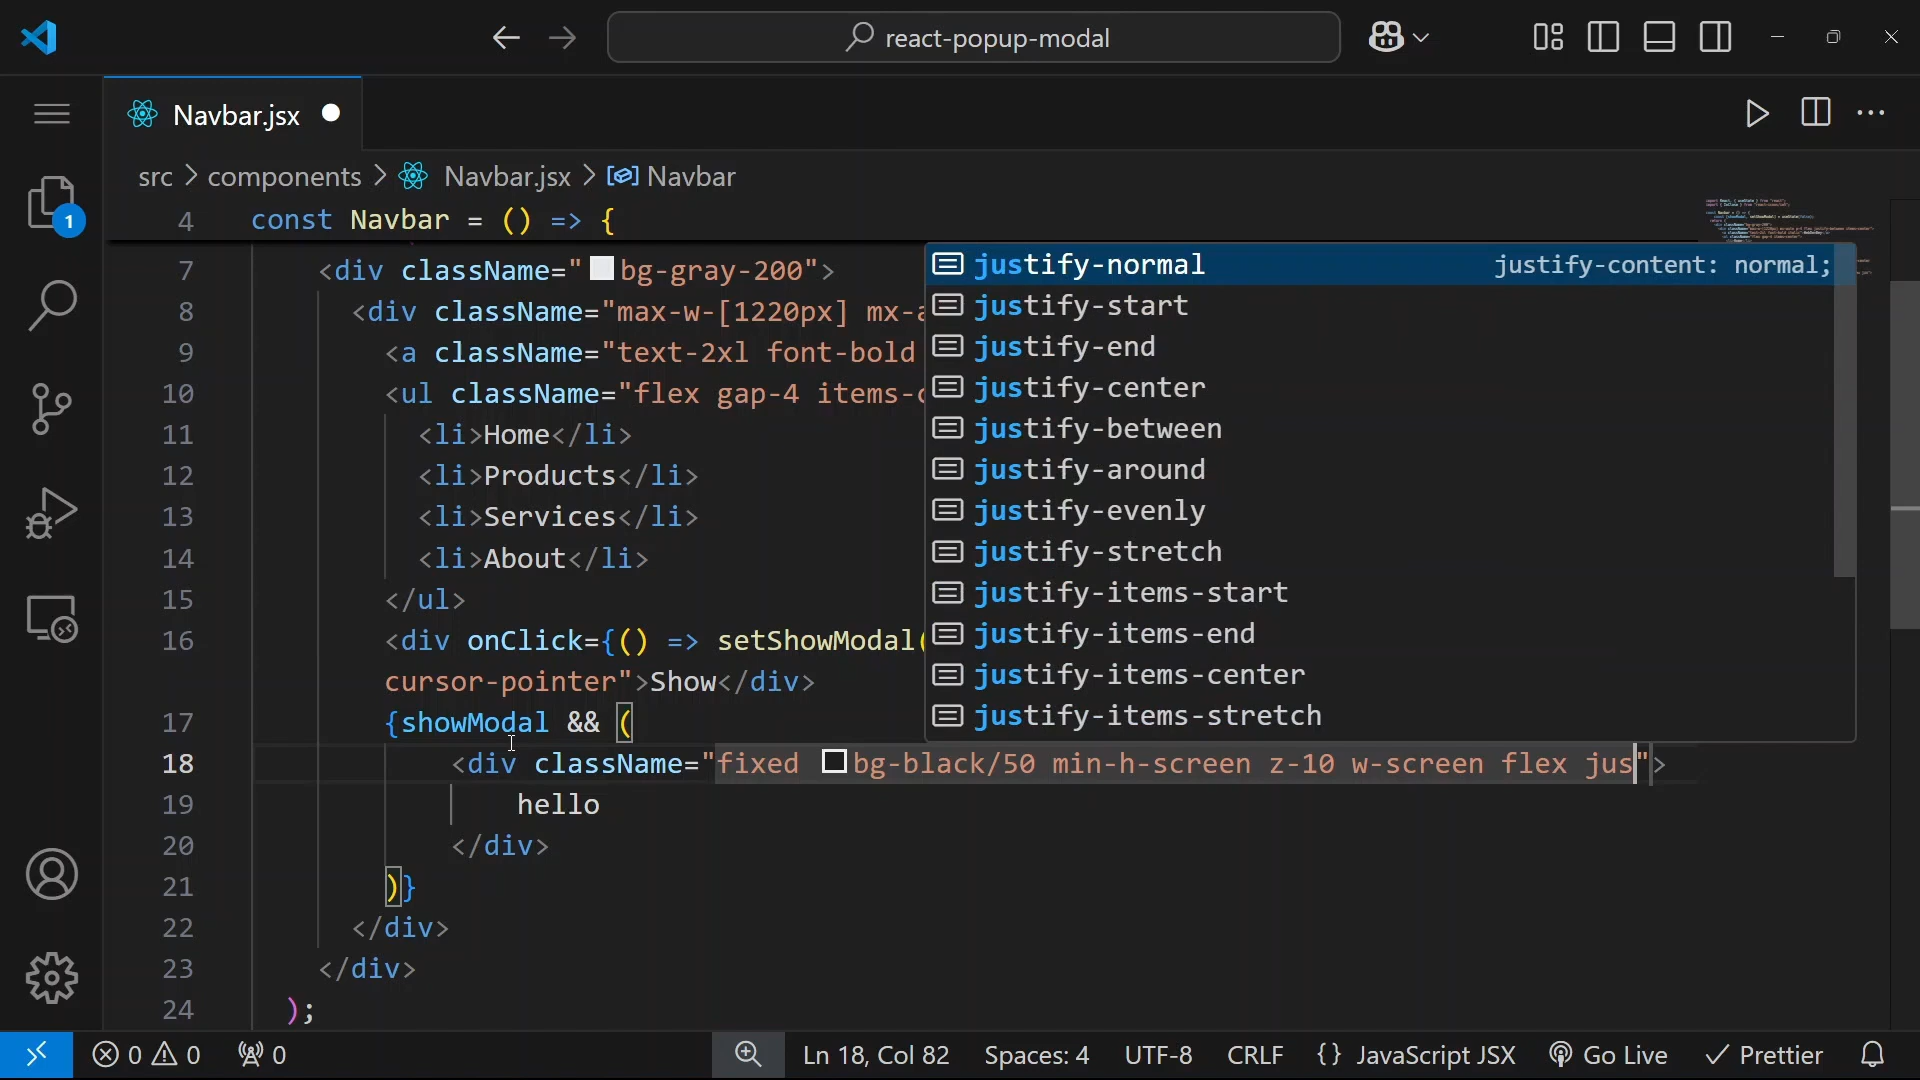 react-popup-modal
Navbar.jsx
1
src > components > Navbar.jsx > Navbar
4 const Navbar = () => {
7 <div className="bg-gray-200">
8 <div className="max-w-[1220px] mx-
9 <a className="text-2xl font-bold
10 <ul className="flex gap-4 items-
11 <li>Home</li>
12 <li>Products</li>
13 <li>Services</li>
14 <li>About</li>
15 </ul>
16 <div onClick={() => setShowModal(
cursor-pointer">Show</div>
17 {showModal && (
18 <div className="fixed bg-black/50 min-h-screen z-10 w-screen flex jus">
19 hello
20 </div>
21 )}
22 </div>
23 </div>
24 );
justify-normal justify-content: normal;
justify-start
justify-end
justify-center
justify-between
justify-around
justify-evenly
justify-stretch
justify-items-start
justify-items-end
justify-items-center
justify-items-stretch
0 0 0 Ln 18, Col 82 Spaces: 4 UTF-8 CRLF {} JavaScript JSX Go Live Prettier